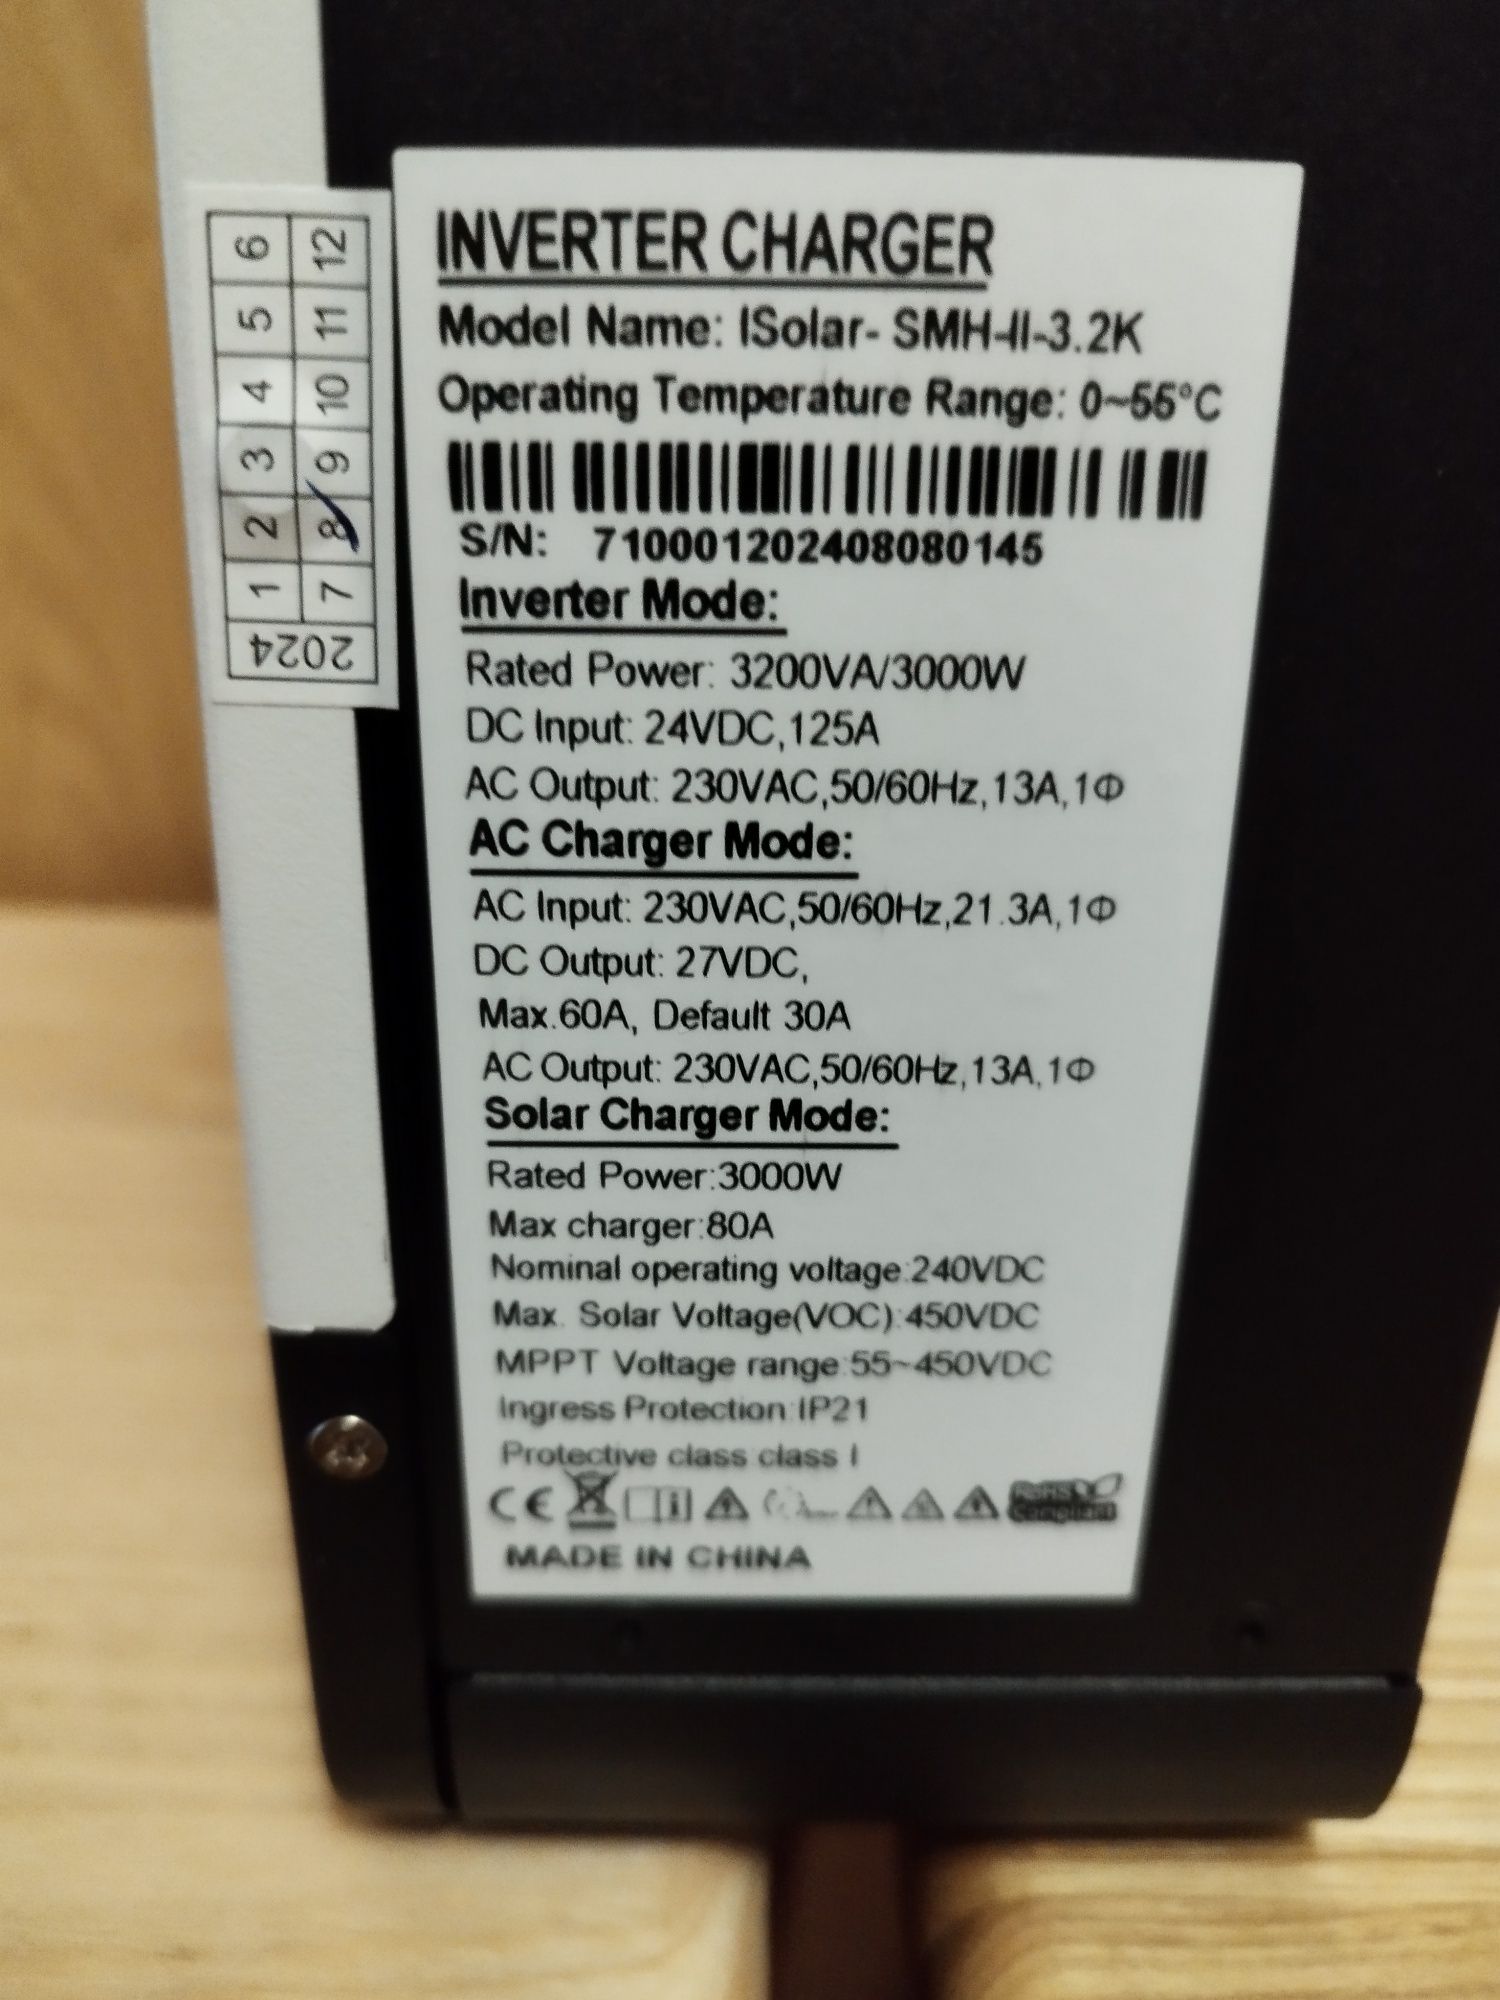 INVERTER CHARGER
Model Name: ISolar- SMH-II-3.2K
Operating Temperature Range: 0~55°C
S/N: 710001202408080145
Inverter Mode:
Rated Power: 3200VA/3000W
DC Input: 24VDC,125A
AC Output: 230VAC,50/60Hz,13A,1Φ
AC Charger Mode:
AC Input: 230VAC,50/60Hz,21.3A,1Φ
DC Output: 27VDC,
Max.60A, Default 30A
AC Output: 230VAC,50/60Hz,13A,1Φ
Solar Charger Mode:
Rated Power:3000W
Max charger:80A
Nominal operating voltage:240VDC
Max. Solar Voltage(VOC):450VDC
MPPT Voltage range:55~450VDC
Ingress Protection:IP21
Protective class:class I
CE RoHS
Compliant
MADE IN CHINA
2024
1 2 3 4 5 6
7 8 9 10 11 12